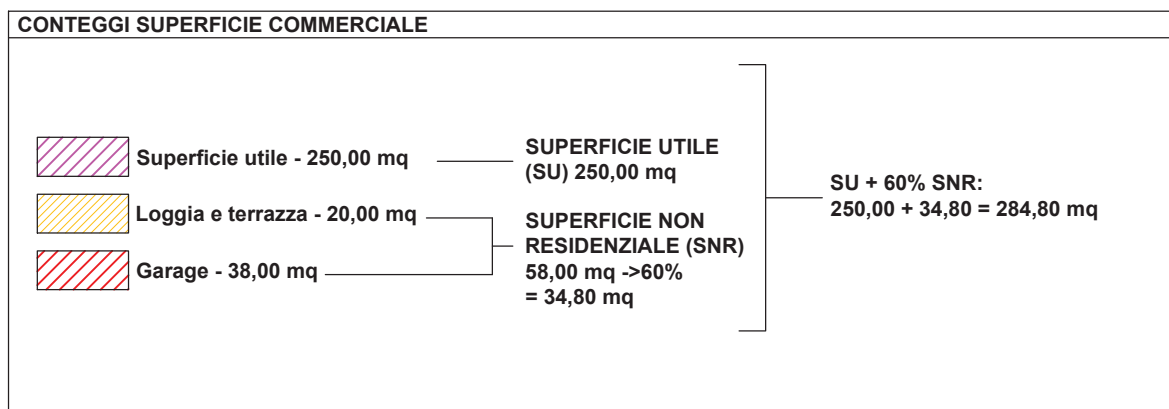 CONTEGGI SUPERFICIE COMMERCIALE
Superficie utile - 250,00 mq
Loggia e terrazza - 20,00 mq
Garage - 38,00 mq
SUPERFICIE UTILE
(SU) 250,00 mq
SUPERFICIE NON
RESIDENZIALE (SNR)
58,00 mq ->60%
= 34,80 mq
SU + 60% SNR:
250,00 + 34,80 = 284,80 mq